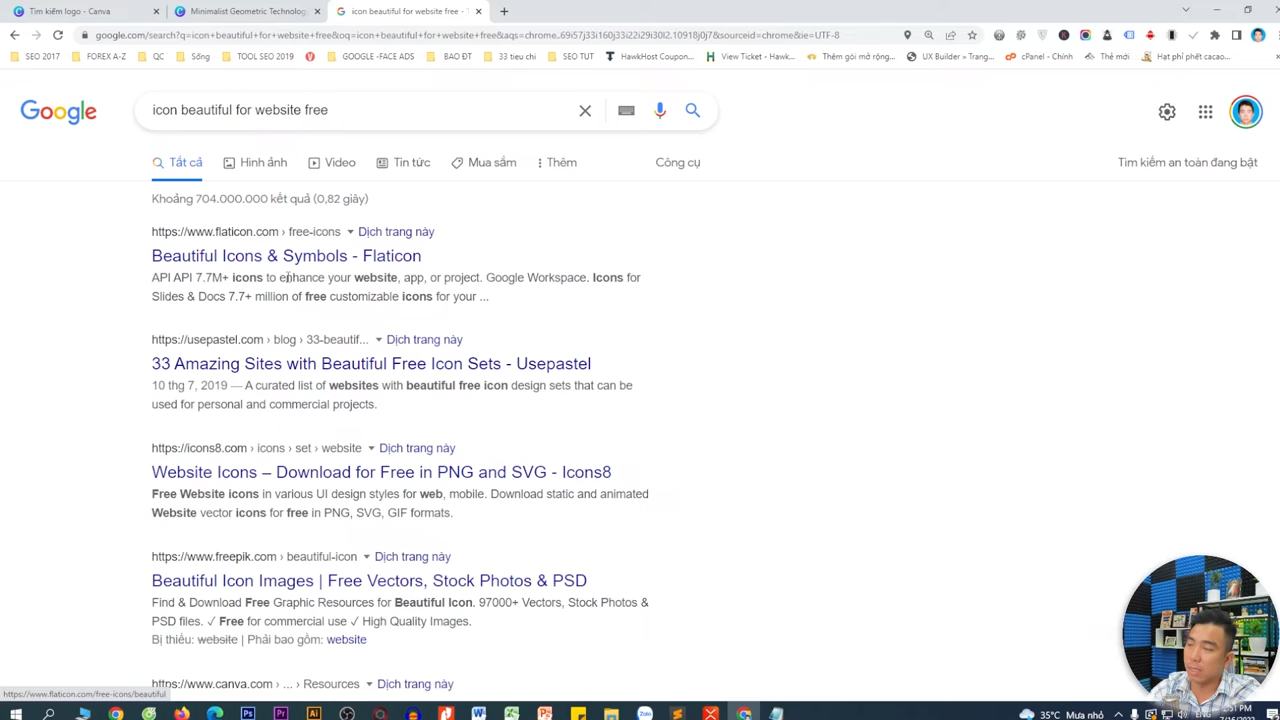 Tìm kiếm logo - Canva
Minimalist Geometric Technolog
icon beautiful for website free -
google.com/search?q=icon+beautiful+for+website+free&oq=icon+beautiful+for+website+free&aqs=chrome..69i57j33i160j33i22i29i30l2.10918j0j7&sourceid=chrome&ie=UTF-8
SEO 2017
FOREX A-Z
QC
Sống
TOOL SEO 2019
GOOGLE -FACE ADS
BAO ĐT
33 tieu chi
SEO TUT
HawkHost Coupon...
View Ticket - Hawk...
Thêm gói mở rộng...
UX Builder » Trang...
cPanel - Chính
Thẻ mới
Hạt phỉ phết cacao...
Google
icon beautiful for website free
Tất cả
Hình ảnh
Video
Tin tức
Mua sắm
Thêm
Công cụ
Tìm kiếm an toàn đang bật
Khoảng 704.000.000 kết quả (0,82 giây)
https://www.flaticon.com › free-icons Dịch trang này
Beautiful Icons & Symbols - Flaticon
API API 7.7M+ icons to enhance your website, app, or project. Google Workspace. Icons for
Slides & Docs 7.7+ million of free customizable icons for your ...
https://usepastel.com › blog › 33-beautif... Dịch trang này
33 Amazing Sites with Beautiful Free Icon Sets - Usepastel
10 thg 7, 2019 — A curated list of websites with beautiful free icon design sets that can be
used for personal and commercial projects.
https://icons8.com › icons › set › website Dịch trang này
Website Icons – Download for Free in PNG and SVG - Icons8
Free Website icons in various UI design styles for web, mobile. Download static and animated
Website vector icons for free in PNG, SVG, GIF formats.
https://www.freepik.com › beautiful-icon Dịch trang này
Beautiful Icon Images | Free Vectors, Stock Photos & PSD
Find & Download Free Graphic Resources for Beautiful Icon. 97000+ Vectors, Stock Photos &
PSD files. ✓ Free for commercial use ✓ High Quality Images.
Bị thiếu: website | Phải bao gồm: website
https://www.canva.com › ... › Resources Dịch trang này
https://www.flaticon.com/free-icons/beautiful
35°C Mưa nhỏ
ENG